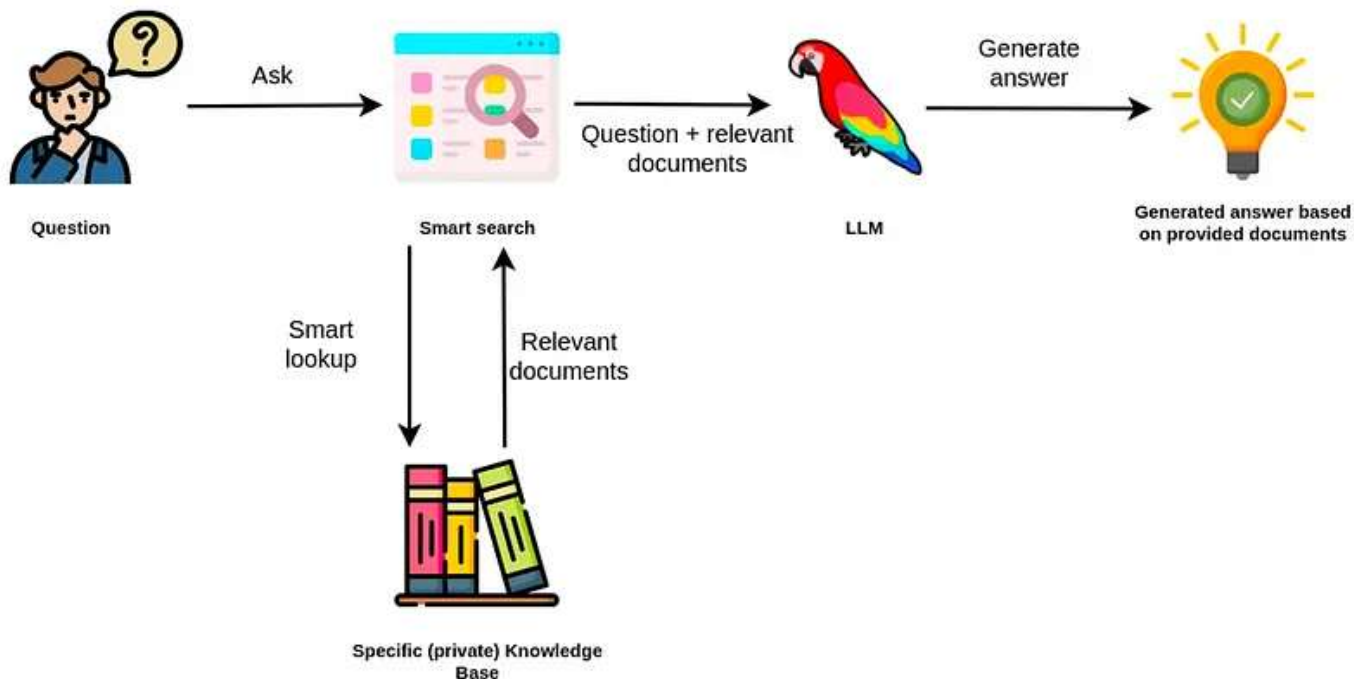 ?
Ask
Question + relevant
documents
Generate
answer
Question
Smart search
LLM
Generated answer based
on provided documents
Smart
lookup
Relevant
documents
Specific (private) Knowledge
Base